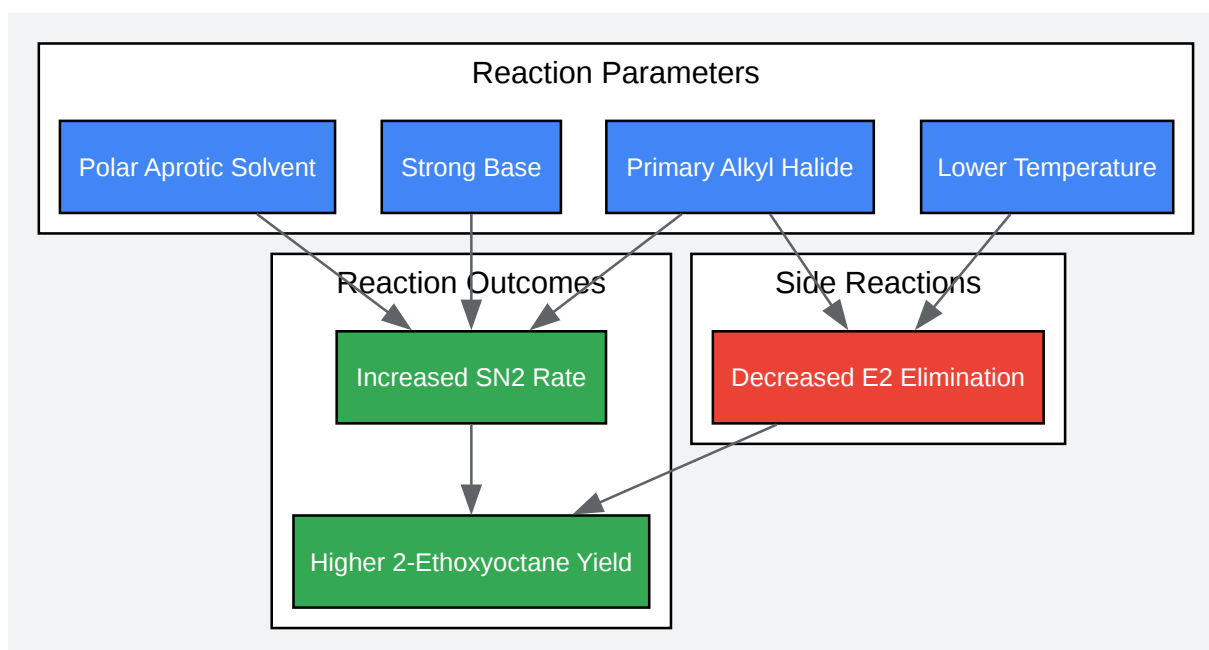 Reaction Parameters
Polar Aprotic Solvent
Strong Base
Primary Alkyl Halide
Lower Temperature
Reaction Outcomes
Side Reactions
Increased SN2 Rate
Decreased E2 Elimination
Higher 2-Ethoxyoctane Yield